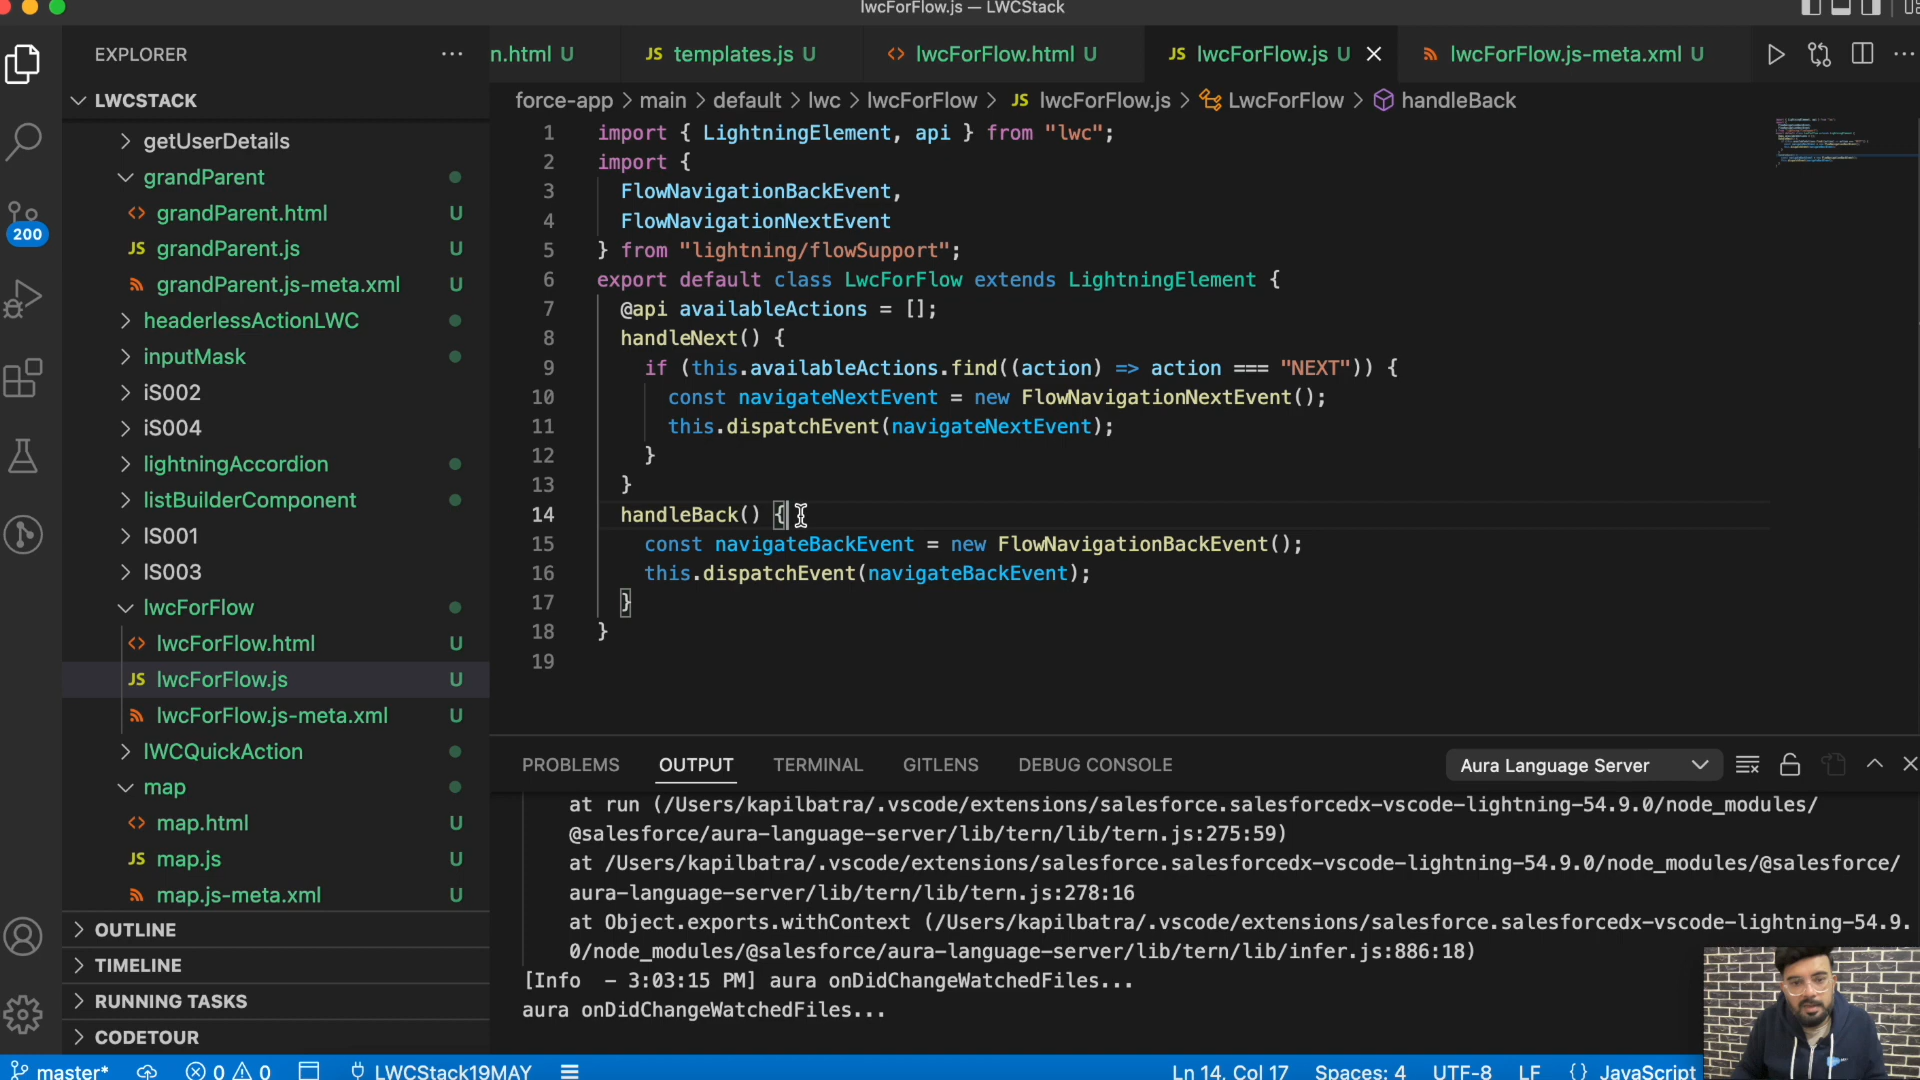 lwcForFlow.js — LWCStack
EXPLORER
n.html U
JS templates.js U
<> lwcForFlow.html U
JS lwcForFlow.js U
lwcForFlow.js-meta.xml U
LWCSTACK
force-app > main > default > lwc > lwcForFlow > JS lwcForFlow.js > LwcForFlow > handleBack
getUserDetails
grandParent
<> grandParent.html U
JS grandParent.js U
grandParent.js-meta.xml U
headerlessActionLWC
inputMask
iS002
iS004
lightningAccordion
listBuilderComponent
IS001
IS003
lwcForFlow
<> lwcForFlow.html U
JS lwcForFlow.js U
lwcForFlow.js-meta.xml U
lWCQuickAction
map
<> map.html U
JS map.js U
map.js-meta.xml U
OUTLINE
TIMELINE
RUNNING TASKS
CODETOUR
200
1 import { LightningElement, api } from "lwc";
2 import {
3 FlowNavigationBackEvent,
4 FlowNavigationNextEvent
5 } from "lightning/flowSupport";
6 export default class LwcForFlow extends LightningElement {
7 @api availableActions = [];
8 handleNext() {
9 if (this.availableActions.find((action) => action === "NEXT")) {
10 const navigateNextEvent = new FlowNavigationNextEvent();
11 this.dispatchEvent(navigateNextEvent);
12 }
13 }
14 handleBack() {
15 const navigateBackEvent = new FlowNavigationBackEvent();
16 this.dispatchEvent(navigateBackEvent);
17 }
18 }
19
PROBLEMS OUTPUT TERMINAL GITLENS DEBUG CONSOLE
Aura Language Server
at run (/Users/kapilbatra/.vscode/extensions/salesforce.salesforcedx-vscode-lightning-54.9.0/node_modules/
@salesforce/aura-language-server/lib/tern/lib/tern.js:275:59)
at /Users/kapilbatra/.vscode/extensions/salesforce.salesforcedx-vscode-lightning-54.9.0/node_modules/@salesforce/
aura-language-server/lib/tern/lib/tern.js:278:16
at Object.exports.withContext (/Users/kapilbatra/.vscode/extensions/salesforce.salesforcedx-vscode-lightning-54.9.
0/node_modules/@salesforce/aura-language-server/lib/tern/lib/infer.js:886:18)
[Info  - 3:03:15 PM] aura onDidChangeWatchedFiles...
aura onDidChangeWatchedFiles...
master* 0 0 LWCStack19MAY
Ln 14, Col 17 Spaces: 4 UTF-8 LF {} JavaScript